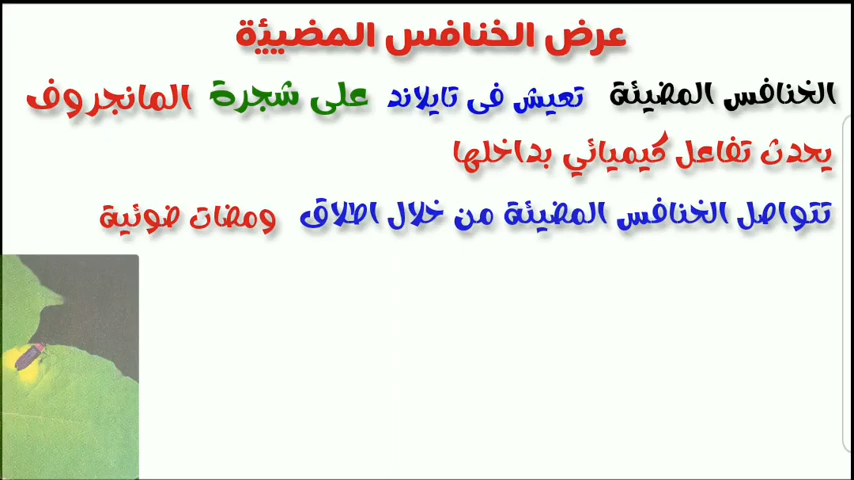 عرض الخنافس المضيئة
الخنافس المضيئة تعيش فى تايلاند على شجرة المانجروف
يحدث تفاعل كيميائي بداخلها
تتواصل الخنافس المضيئة من خلال اطلاق ومضات ضوئية